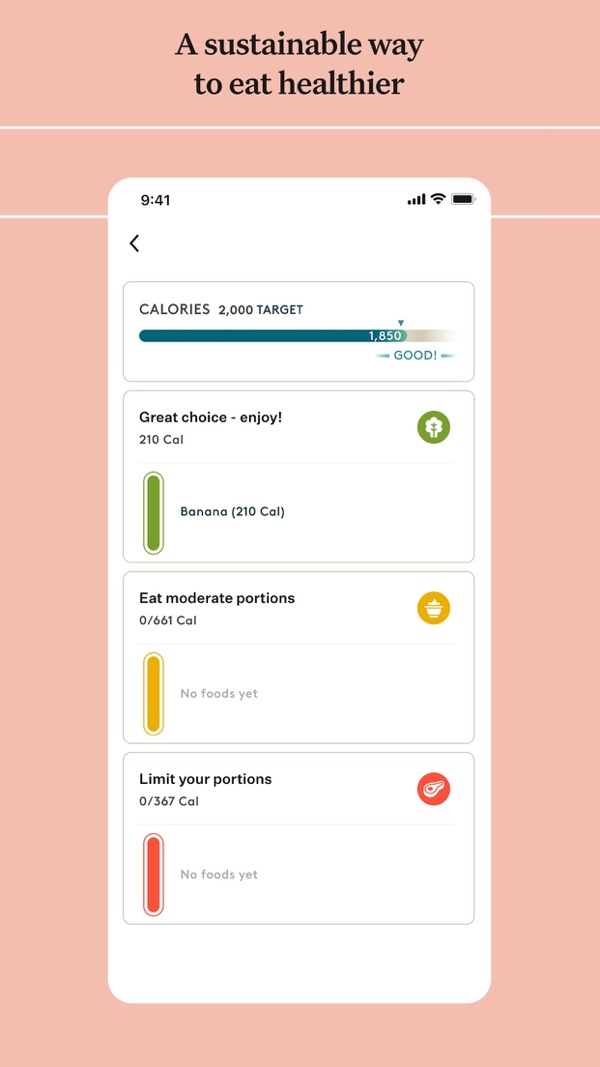 A sustainable way
to eat healthier
9:41
CALORIES 2,000 TARGET
1,850
GOOD!
Great choice - enjoy!
210 Cal
Banana (210 Cal)
Eat moderate portions
0/661 Cal
No foods yet
Limit your portions
0/367 Cal
No foods yet